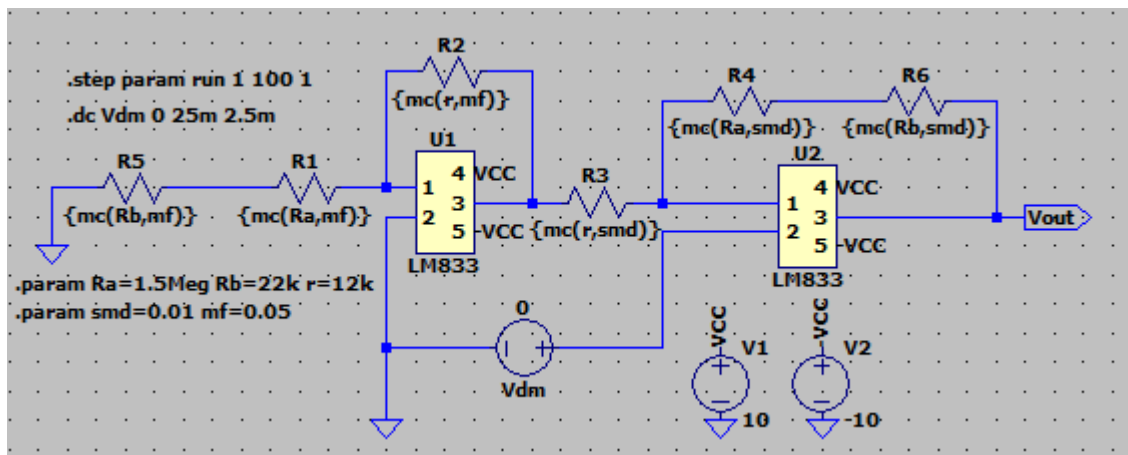 R2
.step param run 1 100 1
R4
R6
.dc Vdm 0 25m 2.5m
{mc(r,mf)}
{mc(Ra,smd)}
{mc(Rb,smd)}
U1
U2
R5
R1
4
VCC
R3
4
VCC
1
3
1
3
2
2
Vout
{mc(Rb,mf)}
{mc(Ra,mf)}
5
-VCC
{mc(r,smd)}
5
-VCC
LM833
LM833
.param Ra=1.5Meg Rb=22k r=12k
.param smd=0.01 mf=0.05
0
VCC
-VCC
V1
V2
Vdm
10
-10